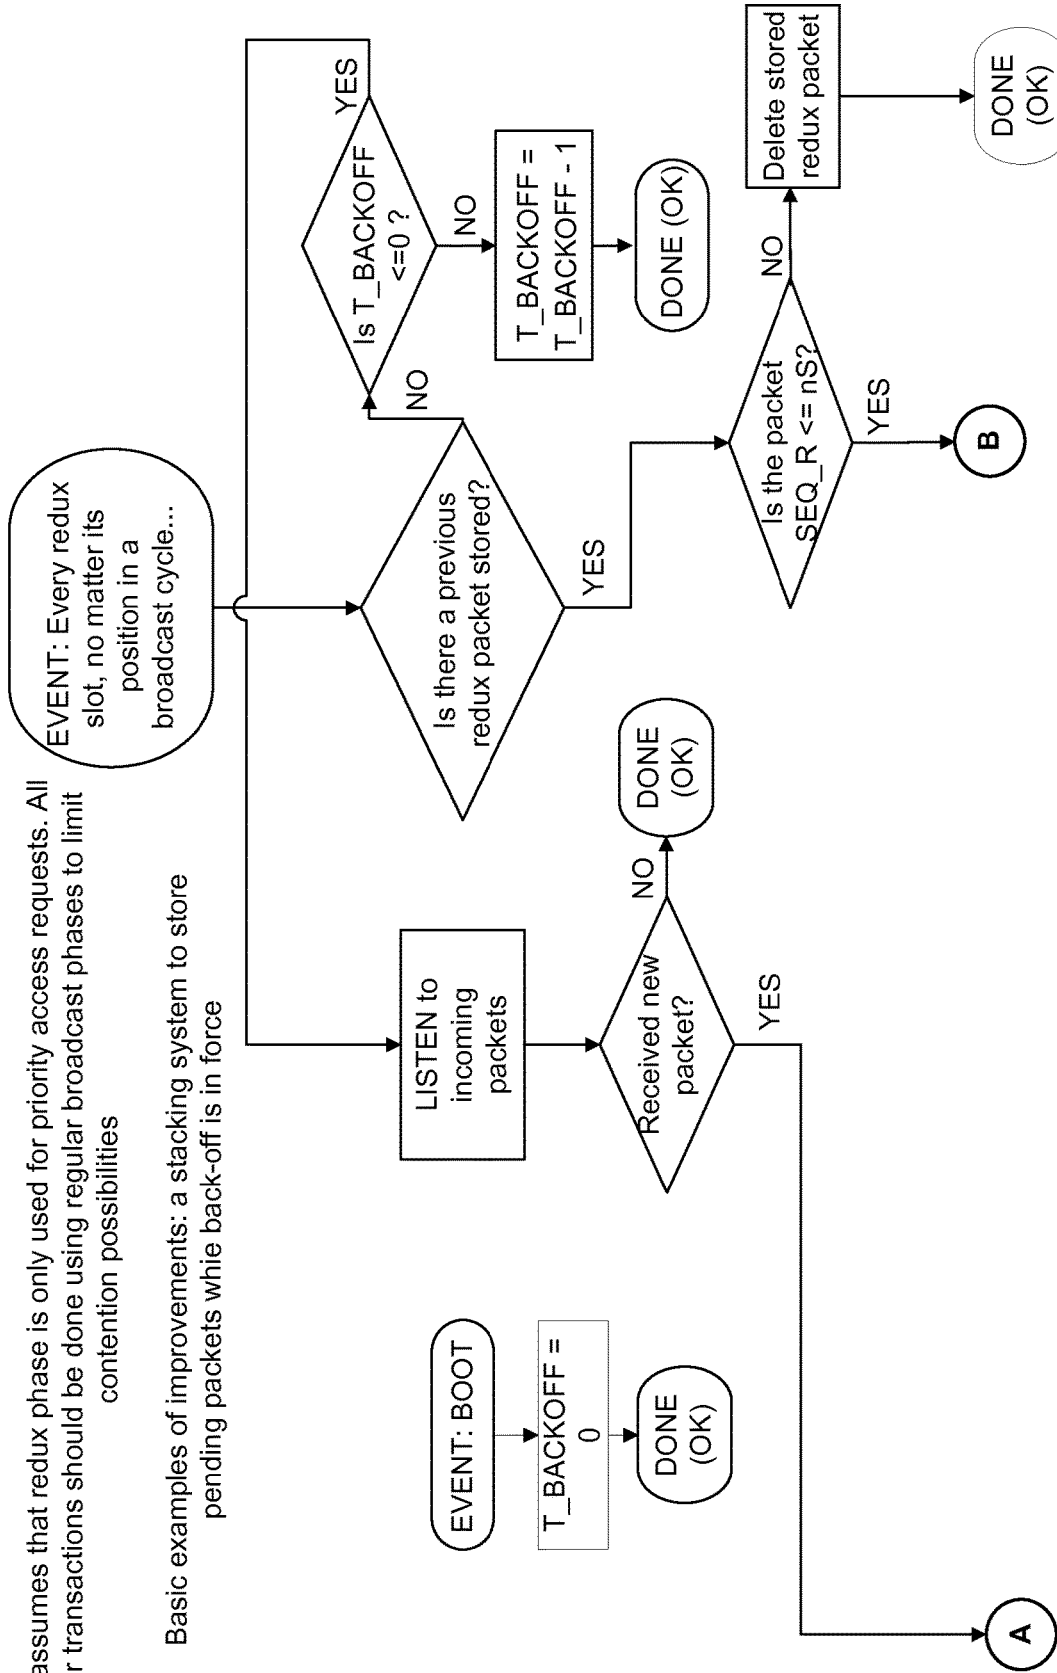 assumes that redux phase is only used for priority access requests. All
r transactions should be done using regular broadcast phases to limit
contention possibilities
Basic examples of improvements: a stacking system to store
pending packets whie back-off is in force
EVENT: Every redux
slot, no matter its
position in a
broadcast cycle...
EVENT: BOOT
T_BACKOFF =
0
DONE
(OK)
LISTEN to
incoming
packets
Received new
packet?
NO
DONE
(OK)
YES
A
Is there a previous
redux packet stored?
NO
YES
Is T_BACKOFF
<=0 ?
YES
NO
T_BACKOFF =
T_BACKOFF - 1
DONE (OK)
Is the packet
SEQ_R <= nS?
NO
YES
B
Delete stored
redux packet
DONE
(OK)